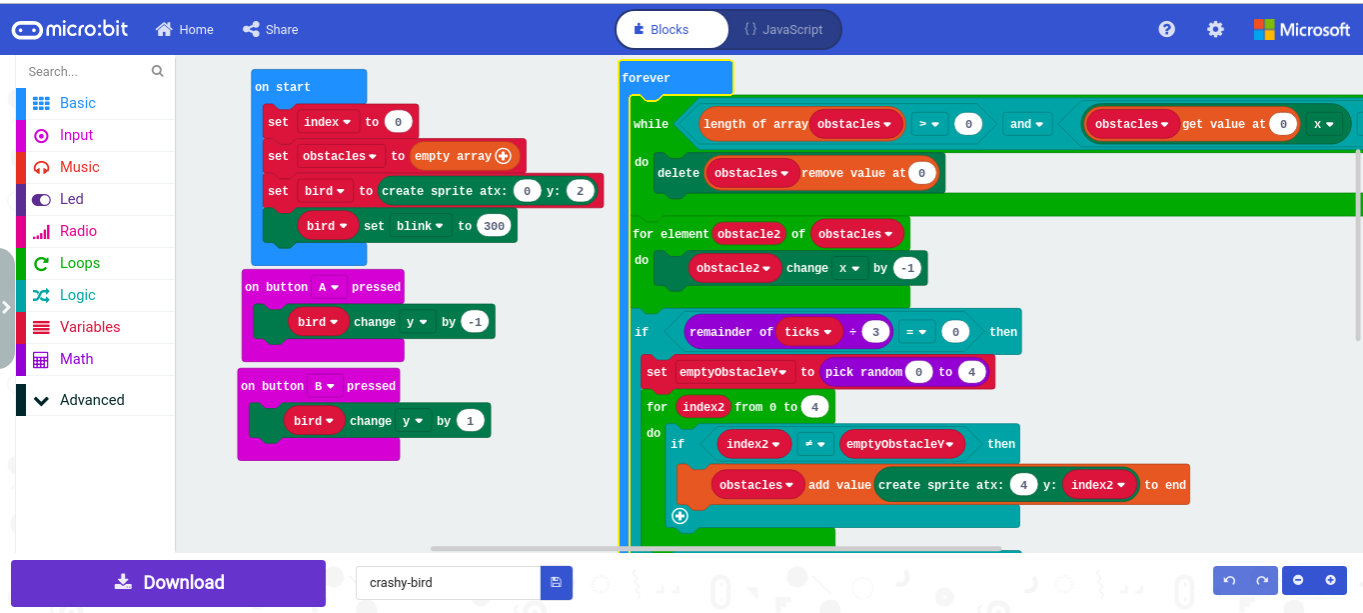 micro:bit Home Share Blocks {} JavaScript ? Microsoft
Search...
Basic
Input
Music
Led
Radio
Loops
Logic
Variables
Math
Advanced
on start
set index to 0
set obstacles to empty array
set bird to create sprite atx: 0 y: 2
bird set blink to 300
on button A pressed
bird change y by -1
on button B pressed
bird change y by 1
forever
while length of array obstacles > 0 and obstacles get value at 0 x
do
delete obstacles remove value at 0
for element obstacle2 of obstacles
do
obstacle2 change x by -1
if remainder of ticks ÷ 3 = 0 then
set emptyObstacleY to pick random 0 to 4
for index2 from 0 to 4
do
if index2 ≠ emptyObstacleY then
obstacles add value create sprite atx: 4 y: index2 to end
Download
crashy-bird